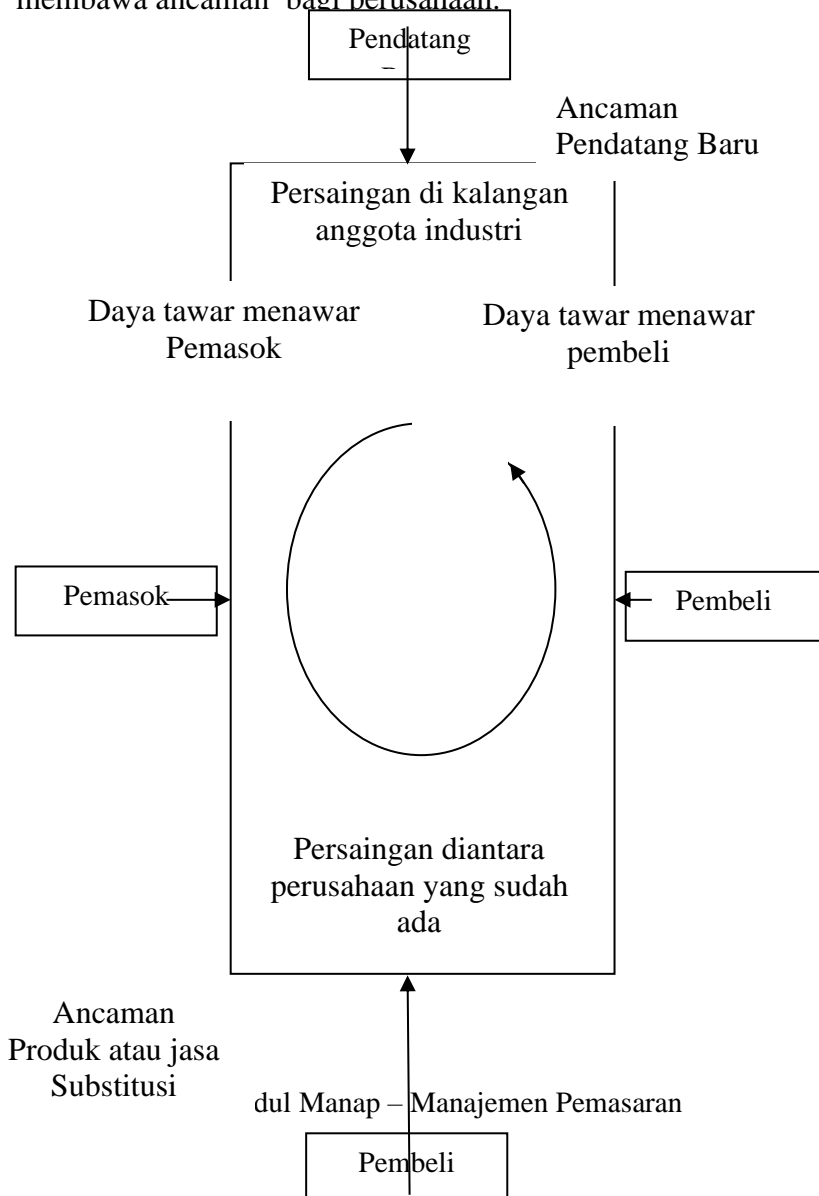 membawa ancaman bagi perusahaan.
Pendatang
Ancaman
Pendatang Baru
Persaingan di kalangan
anggota industri
Daya tawar menawar
Pemasok
Daya tawar menawar
pembeli
Pemasok
Pembeli
Persaingan diantara
perusahaan yang sudah
ada
Ancaman
Produk atau jasa
Substitusi
dul Manap – Manajemen Pemasaran
Pembeli